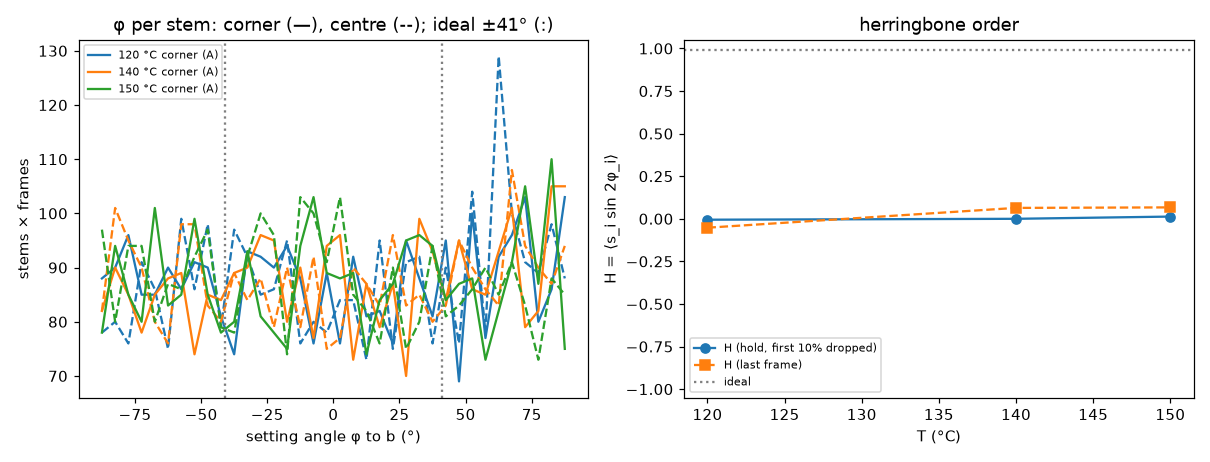 φ per stem: corner (—), centre (--); ideal ±41° (:)
130
120
110
100
90
80
70
stems × frames
120 °C corner (A)
140 °C corner (A)
150 °C corner (A)
−75
−50
−25
0
25
50
75
setting angle φ to b (°)
herringbone order
1.00
0.75
0.50
0.25
0.00
−0.25
−0.50
−0.75
−1.00
H = ⟨s_i sin 2φ_i⟩
H (hold, first 10% dropped)
H (last frame)
ideal
120
125
130
135
140
145
150
T (°C)